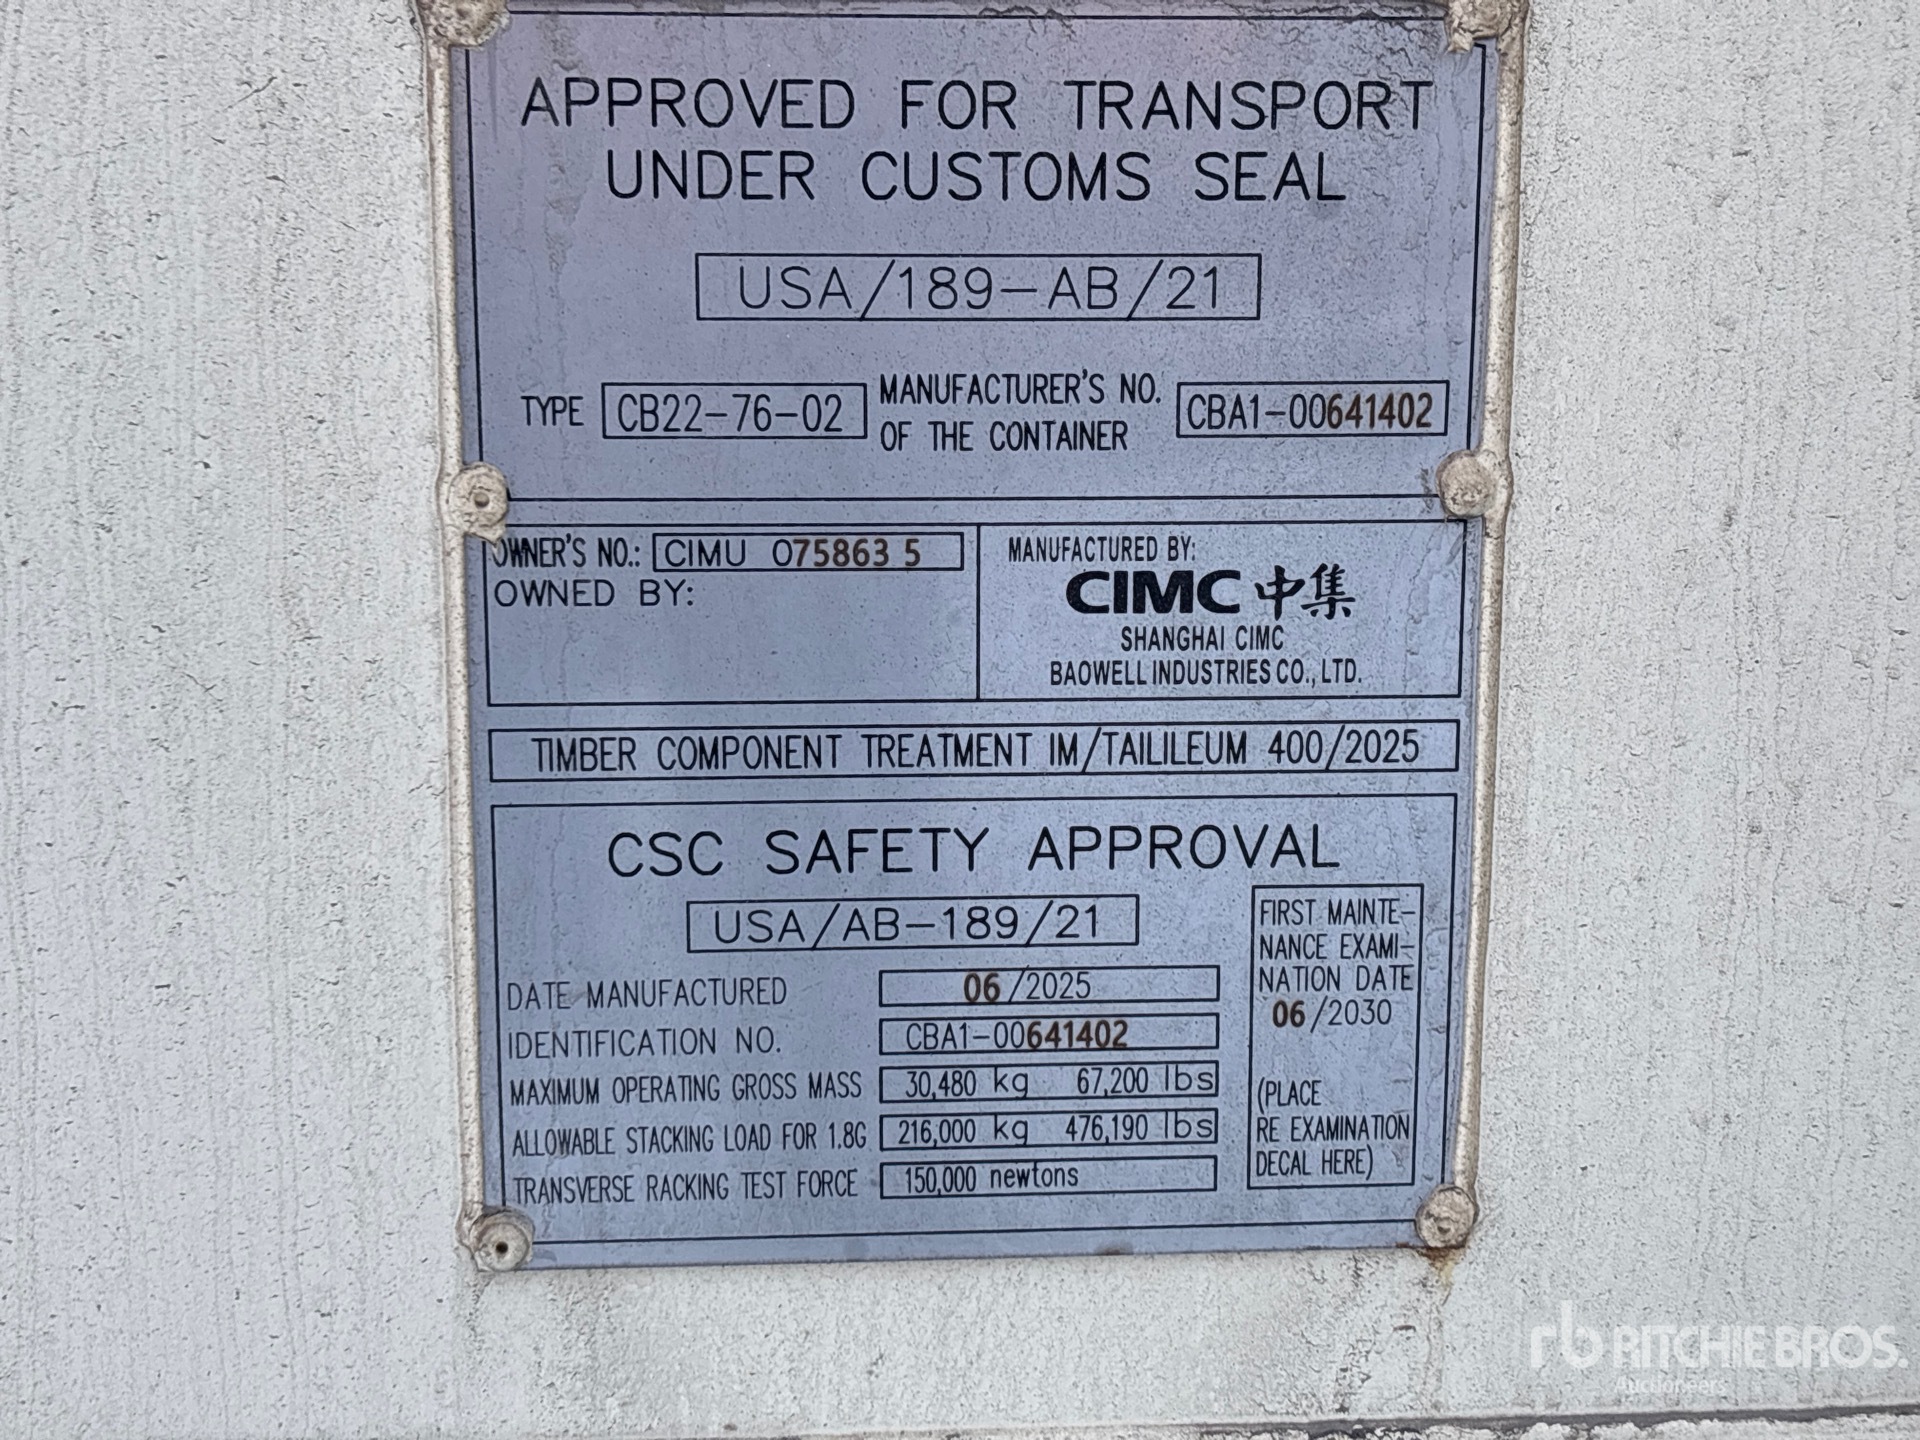 APPROVED FOR TRANSPORT
UNDER CUSTOMS SEAL
USA/189-AB/21
TYPE CB22-76-02 MANUFACTURER'S NO. OF THE CONTAINER CBA1-00641402
OWNER'S NO.: CIMU 075863 5
OWNED BY:
MANUFACTURED BY:
CIMC 中集
SHANGHAI CIMC
BAOWELL INDUSTRIES CO., LTD.
TIMBER COMPONENT TREATMENT IM/TAILILEUM 400/2025
CSC SAFETY APPROVAL
USA/AB-189/21
DATE MANUFACTURED 06/2025
IDENTIFICATION NO. CBA1-00641402
MAXIMUM OPERATING GROSS MASS 30,480 kg 67,200 lbs
ALLOWABLE STACKING LOAD FOR 1.8G 216,000 kg 476,190 lbs
TRANSVERSE RACKING TEST FORCE 150,000 newtons
FIRST MAINTE-
NANCE EXAMI-
NATION DATE
06/2030
(PLACE
RE EXAMINATION
DECAL HERE)
rb RITCHIE BROS.
Auctioneers